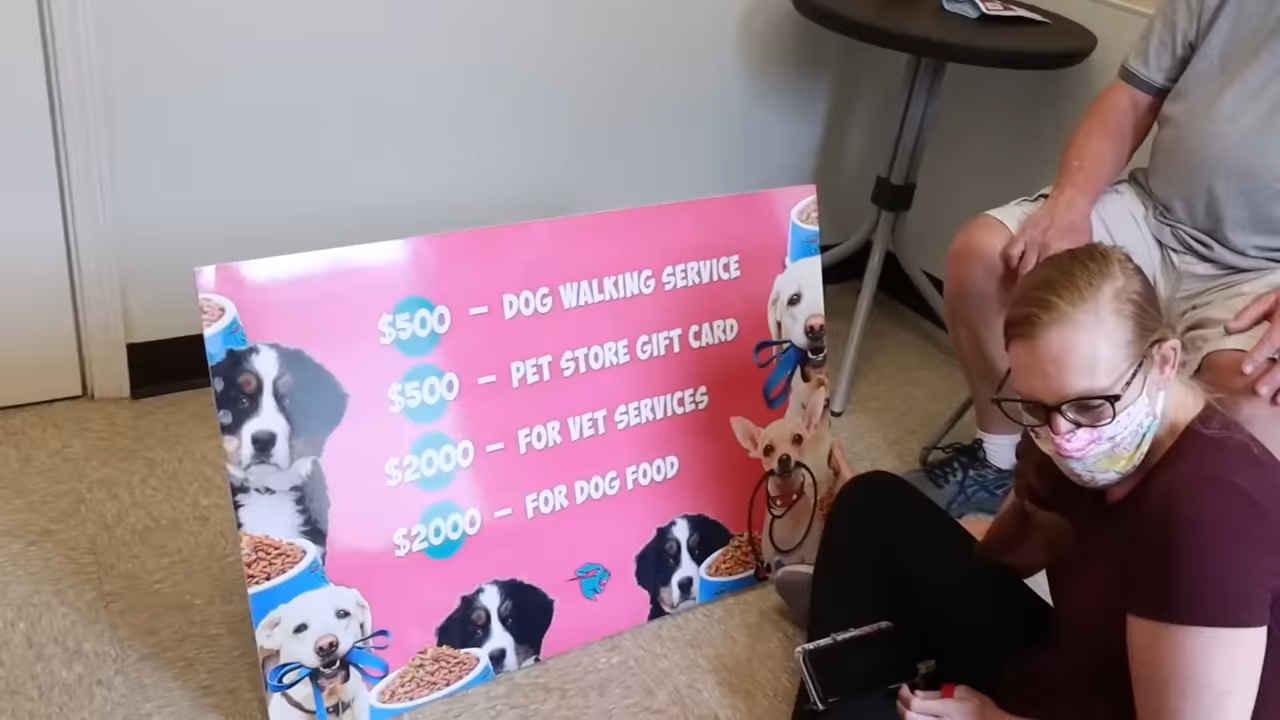 $500 – DOG WALKING SERVICE
$500 – PET STORE GIFT CARD
$2000 – FOR VET SERVICES
$2000 – FOR DOG FOOD